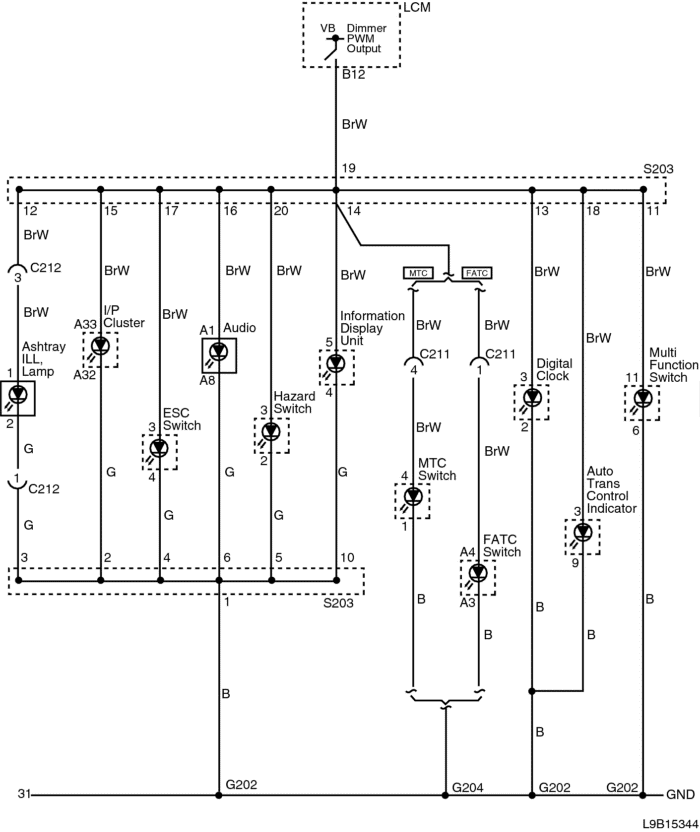 LCM
VB Dimmer
PWM
Output
B12
BrW
19
S203
12 15 17 16 20 14 13 18 11
BrW
C212
3
BrW
Ashtray
ILL,
Lamp
1
2
G
1
C212
G
3
BrW
I/P
Cluster
A33
A32
G
2
BrW
ESC
Switch
3
4
G
4
BrW
A1 Audio
A8
G
6
BrW
Hazard
Switch
3
2
G
5
BrW
Information
Display
Unit
5
4
G
10
S203
1
B
G202
MTC FATC
BrW
C211
4
BrW
MTC
Switch
4
1
B
BrW
C211
1
BrW
FATC
Switch
A4
A3
B
G204
BrW
Digital
Clock
3
2
B
B
G202
BrW
Auto
Trans
Control
Indicator
3
9
B
BrW
Multi
Function
Switch
11
6
B
G202
31
GND
L9B15344